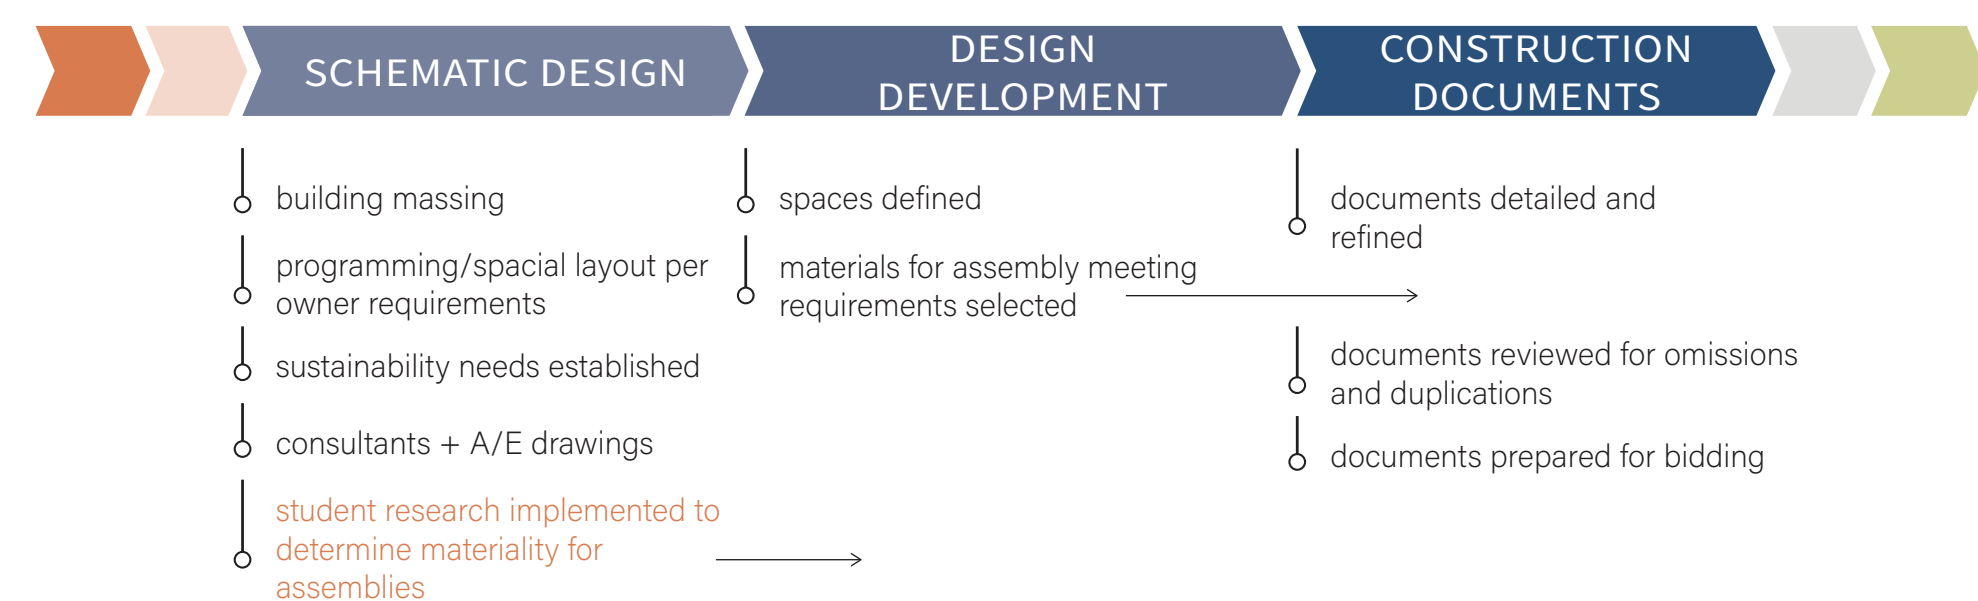 SCHEMATIC DESIGN
DESIGN
DEVELOPMENT
CONSTRUCTION
DOCUMENTS
building massing
programming/spacial layout per
owner requirements
sustainability needs established
consultants + A/E drawings
student research implemented to
determine materiality for
assemblies
spaces defined
materials for assembly meeting
requirements selected
documents detailed and
refined
documents reviewed for omissions
and duplications
documents prepared for bidding